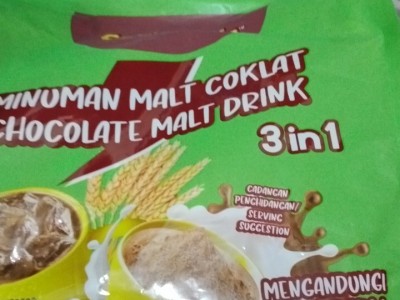 MINUMAN MALT COKLAT
CHOCOLATE MALT DRINK
3 in 1
CADANGAN
PENGHIDANGAN/
SERVING
SUGGESTION
MENGANDUNGI